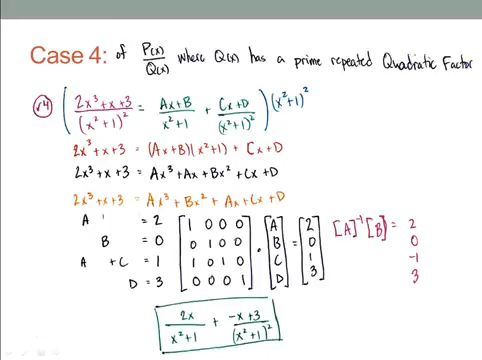 Case 4: of P(x)/Q(x) where Q(x) has a prime repeated Quadratic Factor
√4 ( (2x³+x+3)/(x²+1)² = (Ax+B)/(x²+1) + (Cx+D)/(x²+1)² ) (x²+1)²
2x³+x+3 = (Ax+B)(x²+1) + Cx+D
2x³+x+3 = Ax³+Ax+Bx²+Cx+D
2x³+x+3 = Ax³+Bx²+Ax+Cx+D
A = 2 [1 0 0 0] [A] [2] [A]⁻¹[B] = 2
B = 0 [0 1 0 0] · [B] = [0] 0
A +C = 1 [1 0 1 0] [C] [1] -1
D = 3 [0 0 0 1] [D] [3] 3
2x/(x²+1) + (-x+3)/(x²+1)²